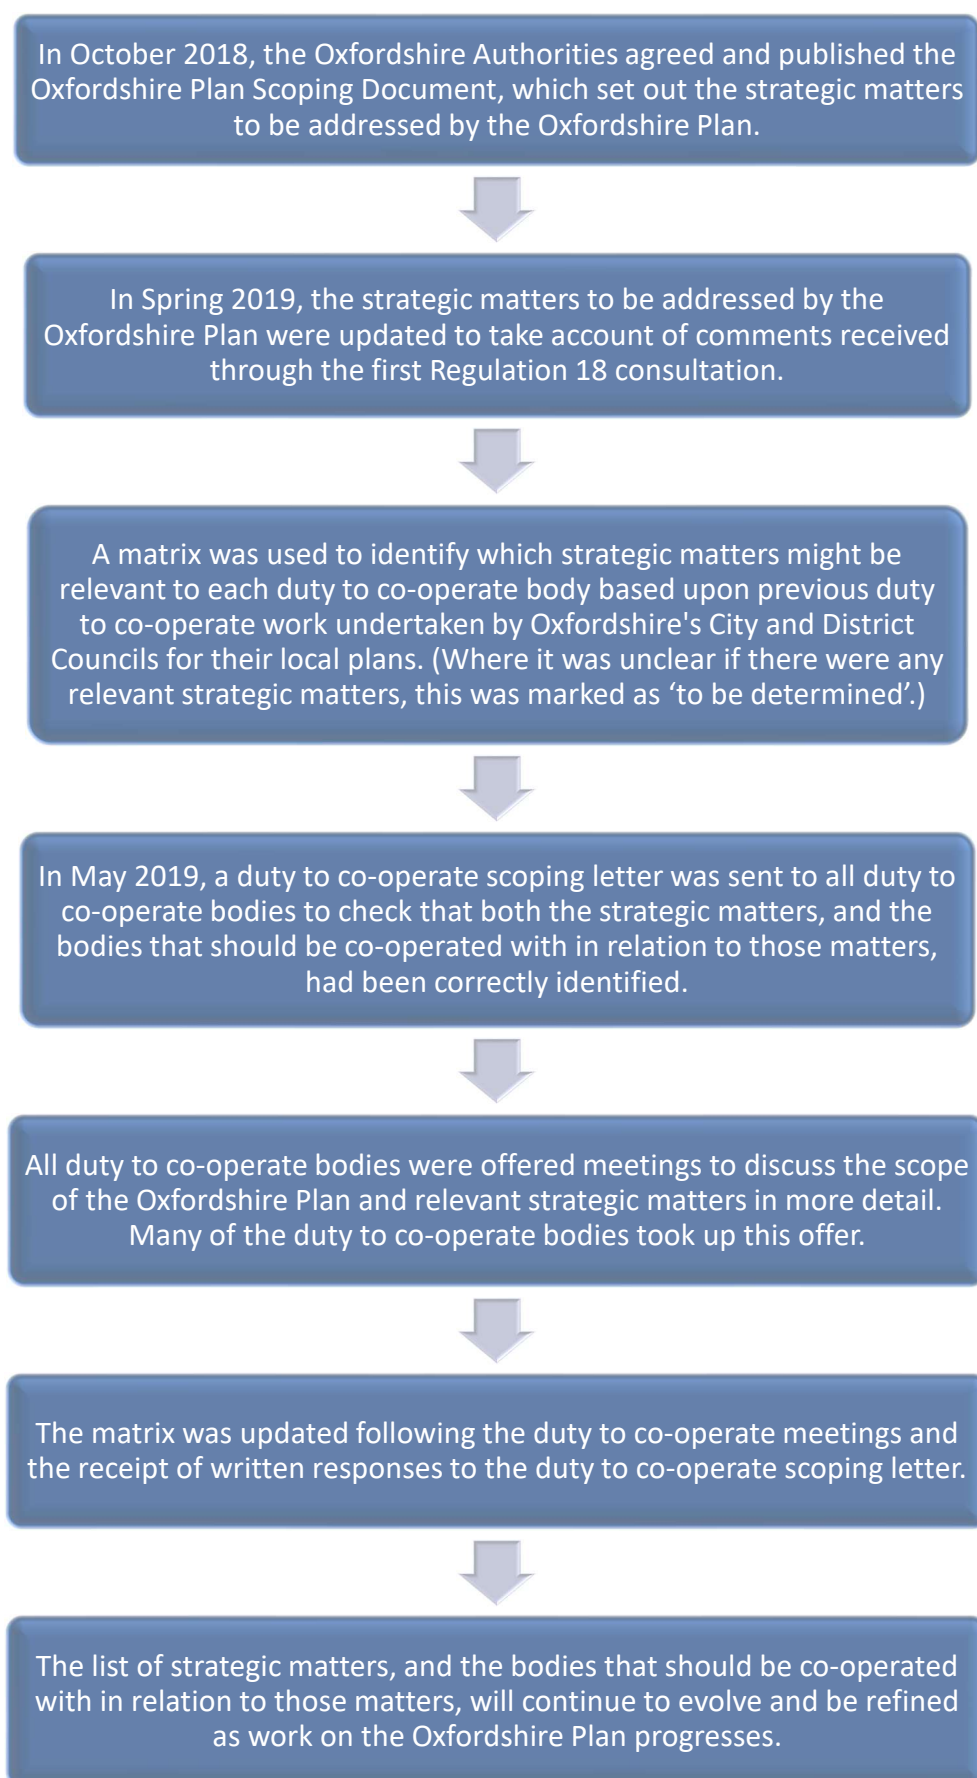 In October 2018, the Oxfordshire Authorities agreed and published the
Oxfordshire Plan Scoping Document, which set out the strategic matters
to be addressed by the Oxfordshire Plan.
In Spring 2019, the strategic matters to be addressed by the
Oxfordshire Plan were updated to take account of comments received
through the first Regulation 18 consultation.
A matrix was used to identify which strategic matters might be
relevant to each duty to co-operate body based upon previous duty
to co-operate work undertaken by Oxfordshire's City and District
Councils for their local plans. (Where it was unclear if there were any
relevant strategic matters, this was marked as ‘to be determined’.)
In May 2019, a duty to co-operate scoping letter was sent to all duty to
co-operate bodies to check that both the strategic matters, and the
bodies that should be co-operated with in relation to those matters,
had been correctly identified.
All duty to co-operate bodies were offered meetings to discuss the scope
of the Oxfordshire Plan and relevant strategic matters in more detail.
Many of the duty to co-operate bodies took up this offer.
The matrix was updated following the duty to co-operate meetings and
the receipt of written responses to the duty to co-operate scoping letter.
The list of strategic matters, and the bodies that should be co-operated
with in relation to those matters, will continue to evolve and be refined
as work on the Oxfordshire Plan progresses.